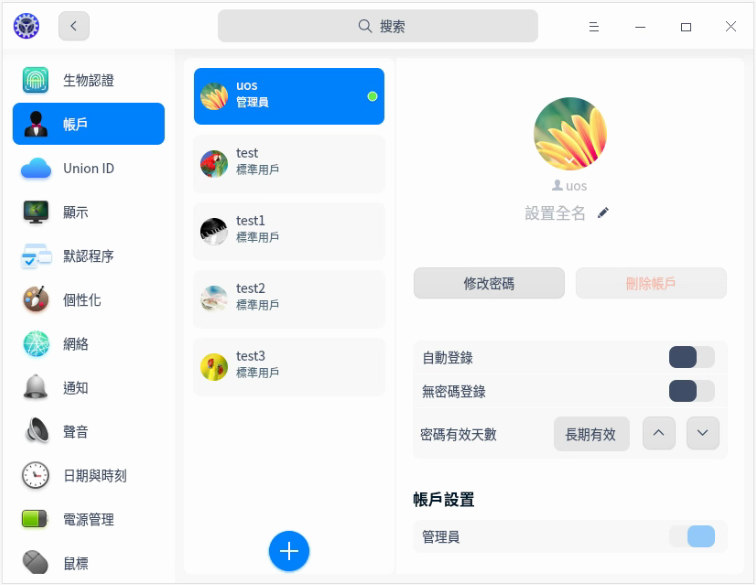 搜索
生物認證
帳戶
Union ID
顯示
默認程序
個性化
網絡
通知
聲音
日期與時刻
電源管理
鼠標
uos
管理員
test
標準用戶
test1
標準用戶
test2
標準用戶
test3
標準用戶
uos
設置全名
修改密碼
刪除帳戶
自動登錄
無密碼登錄
密碼有效天數
長期有效
帳戶設置
管理員